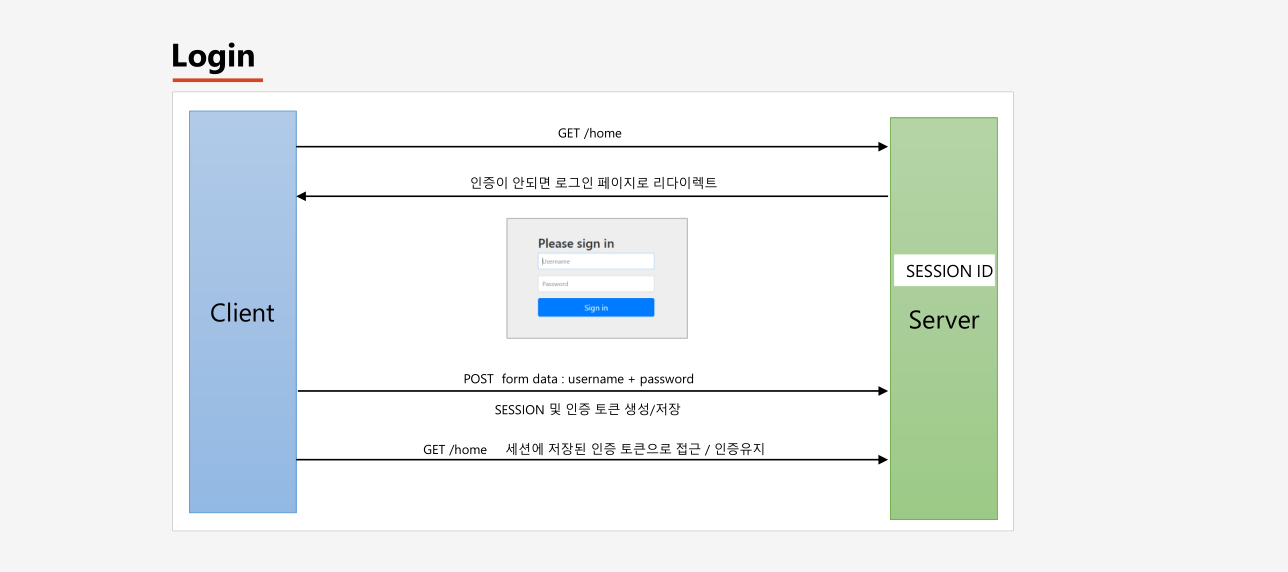 Login
GET /home
인증이 안되면 로그인 페이지로 리다이렉트
Please sign in
Username
Password
Sign in
SESSION ID
Client
Server
POST form data : username + password
SESSION 및 인증 토큰 생성/저장
GET /home 세션에 저장된 인증 토큰으로 접근 / 인증유지